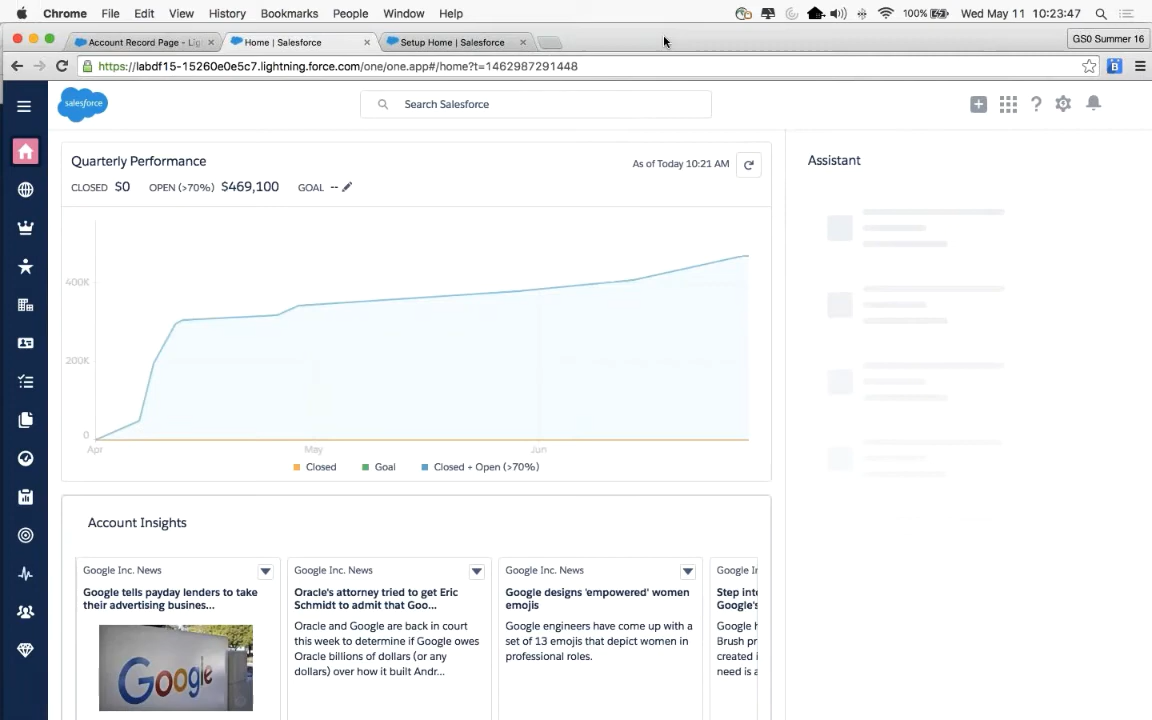 Chrome File Edit View History Bookmarks People Window Help 100% Wed May 11 10:23:47
Account Record Page - Lig Home | Salesforce Setup Home | Salesforce GS0 Summer 16
https://labdf15-15260e0e5c7.lightning.force.com/one/one.app#/home?t=1462987291448
salesforce Search Salesforce
Quarterly Performance As of Today 10:21 AM
CLOSED $0 OPEN (>70%) $469,100 GOAL --
Assistant
400K
200K
0
Apr May Jun
Closed Goal Closed + Open (>70%)
Account Insights
Google Inc. News
Google tells payday lenders to take
their advertising busines...
Google
Google Inc. News
Oracle's attorney tried to get Eric
Schmidt to admit that Goo...
Oracle and Google are back in court
this week to determine if Google owes
Oracle billions of dollars (or any
dollars) over how it built Andr...
Google Inc. News
Google designs 'empowered' women
emojis
Google engineers have come up with a
set of 13 emojis that depict women in
professional roles.
Google
Step into
Google's
Google
Brush
created
need is